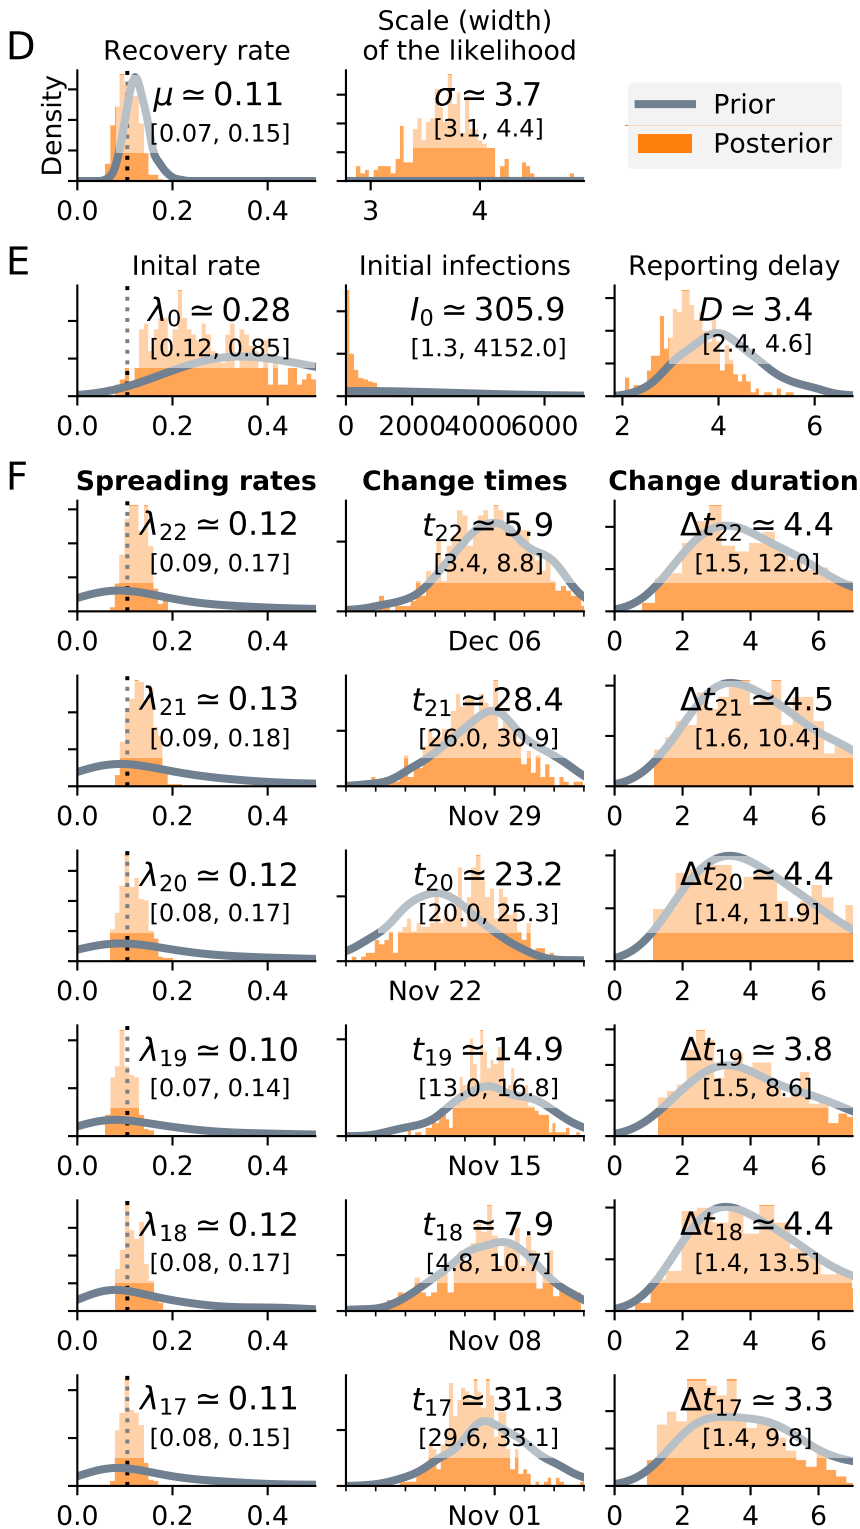 D
Recovery rate
Scale (width)
of the likelihood
Density
μ ≃ 0.11
[0.07, 0.15]
σ ≃ 3.7
[3.1, 4.4]
Prior
Posterior
0.0 0.2 0.4
3 4
E
Inital rate
Initial infections
Reporting delay
λ0 ≃ 0.28
[0.12, 0.85]
I0 ≃ 305.9
[1.3, 4152.0]
D ≃ 3.4
[2.4, 4.6]
0.0 0.2 0.4
0 2000 4000 6000
2 4 6
F
Spreading rates
Change times
Change duration
λ22 ≃ 0.12
[0.09, 0.17]
t22 ≃ 5.9
[3.4, 8.8]
Δt22 ≃ 4.4
[1.5, 12.0]
0.0 0.2 0.4
Dec 06
0 2 4 6
λ21 ≃ 0.13
[0.09, 0.18]
t21 ≃ 28.4
[26.0, 30.9]
Δt21 ≃ 4.5
[1.6, 10.4]
0.0 0.2 0.4
Nov 29
0 2 4 6
λ20 ≃ 0.12
[0.08, 0.17]
t20 ≃ 23.2
[20.0, 25.3]
Δt20 ≃ 4.4
[1.4, 11.9]
0.0 0.2 0.4
Nov 22
0 2 4 6
λ19 ≃ 0.10
[0.07, 0.14]
t19 ≃ 14.9
[13.0, 16.8]
Δt19 ≃ 3.8
[1.5, 8.6]
0.0 0.2 0.4
Nov 15
0 2 4 6
λ18 ≃ 0.12
[0.08, 0.17]
t18 ≃ 7.9
[4.8, 10.7]
Δt18 ≃ 4.4
[1.4, 13.5]
0.0 0.2 0.4
Nov 08
0 2 4 6
λ17 ≃ 0.11
[0.08, 0.15]
t17 ≃ 31.3
[29.6, 33.1]
Δt17 ≃ 3.3
[1.4, 9.8]
0.0 0.2 0.4
Nov 01
0 2 4 6